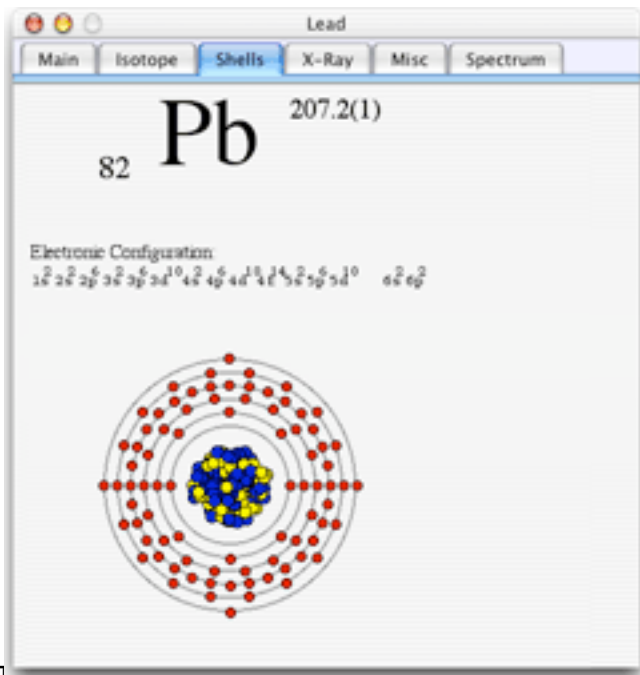 Lead
Main Isotope Shells X-Ray Misc Spectrum
82 Pb 207.2(1)
Electronic Configuration:
1s² 2s² 2p⁶ 3s² 3p⁶ 3d¹⁰ 4s² 4p⁶ 4d¹⁰ 4f¹⁴ 5s² 5p⁶ 5d¹⁰ 6s² 6p²